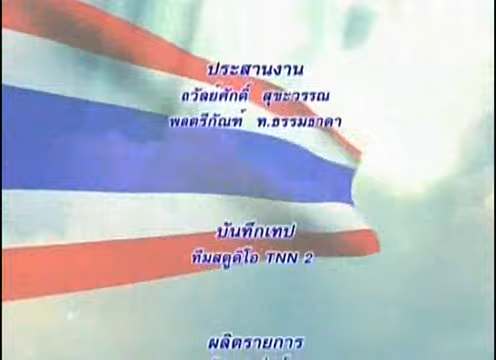 ประสานงาน
ถวัลย์ศักดิ์ สุขะวรรณ
พลตรีกัณฑ์ ท.ธรรมธาดา
บันทึกเทป
ทีมสตูดิโอ TNN 2
ผลิตรายการ